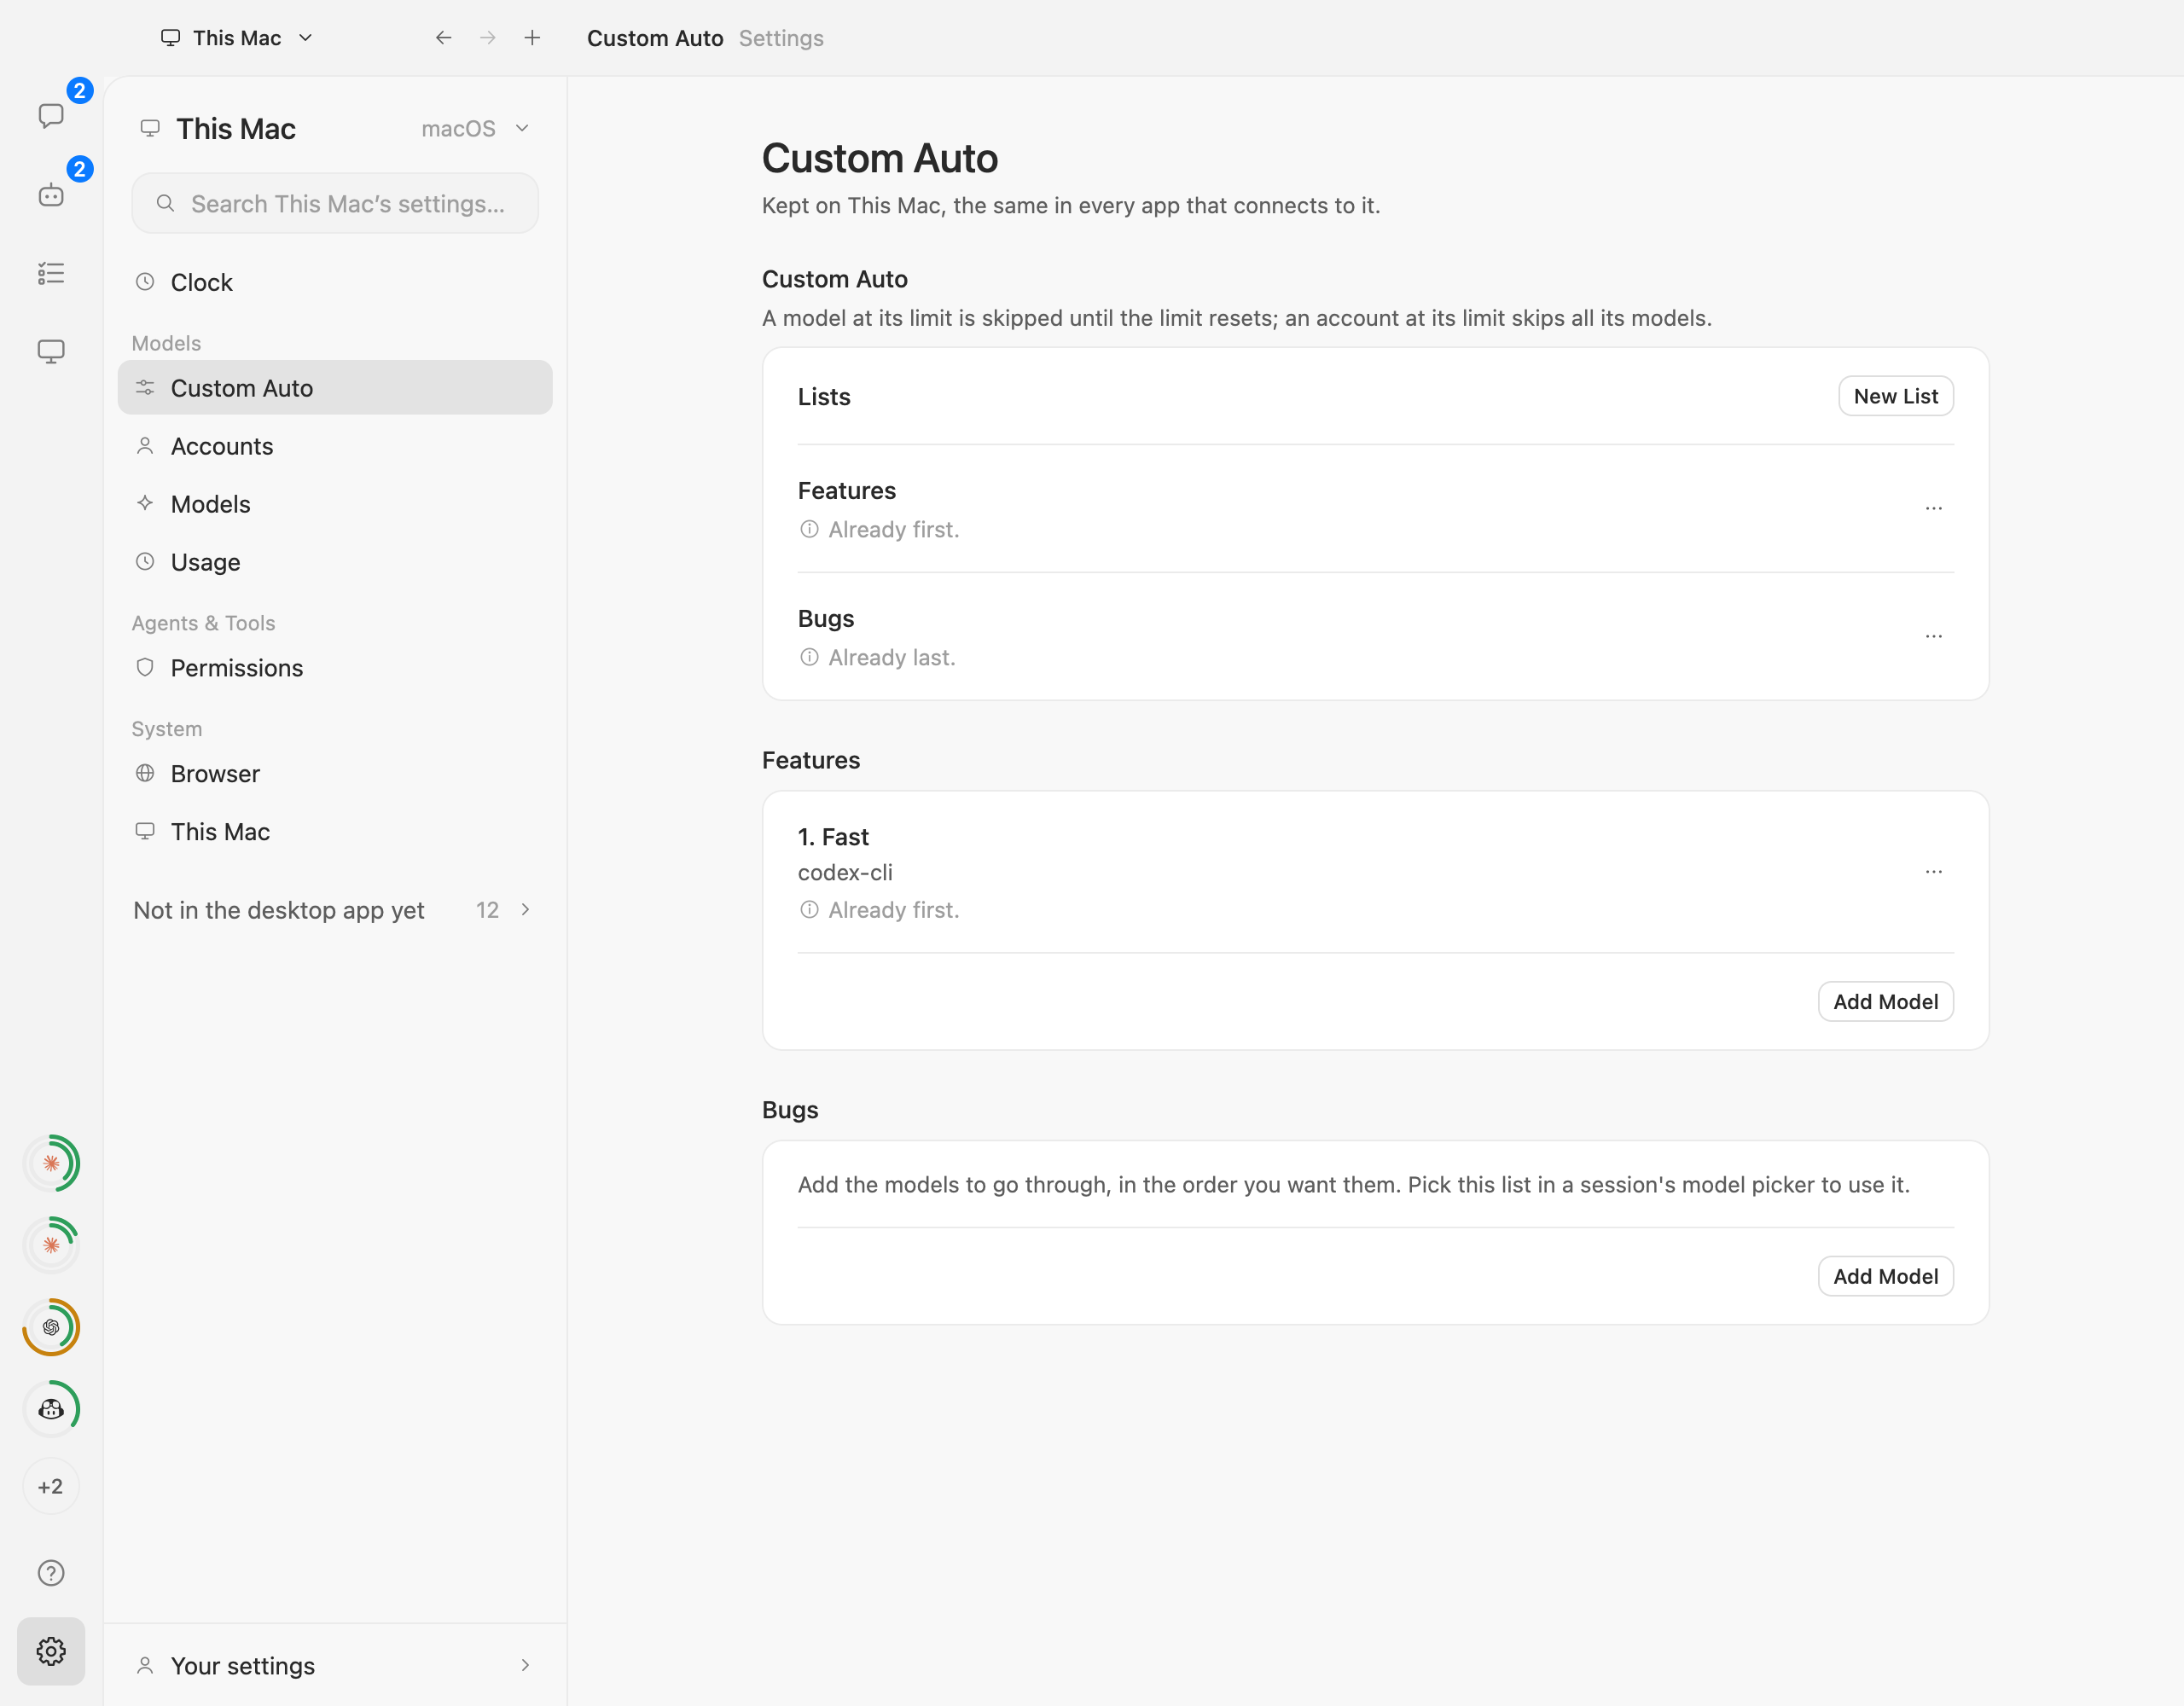 This Mac
Custom Auto Settings
2
2
This Mac macOS
Search This Mac’s settings...
Clock
Models
Custom Auto
Accounts
Models
Usage
Agents & Tools
Permissions
System
Browser
This Mac
Not in the desktop app yet 12
+2
Your settings
Custom Auto
Kept on This Mac, the same in every app that connects to it.
Custom Auto
A model at its limit is skipped until the limit resets; an account at its limit skips all its models.
Lists New List
Features
Already first.
Bugs
Already last.
Features
1. Fast
codex-cli
Already first.
Add Model
Bugs
Add the models to go through, in the order you want them. Pick this list in a session's model picker to use it.
Add Model